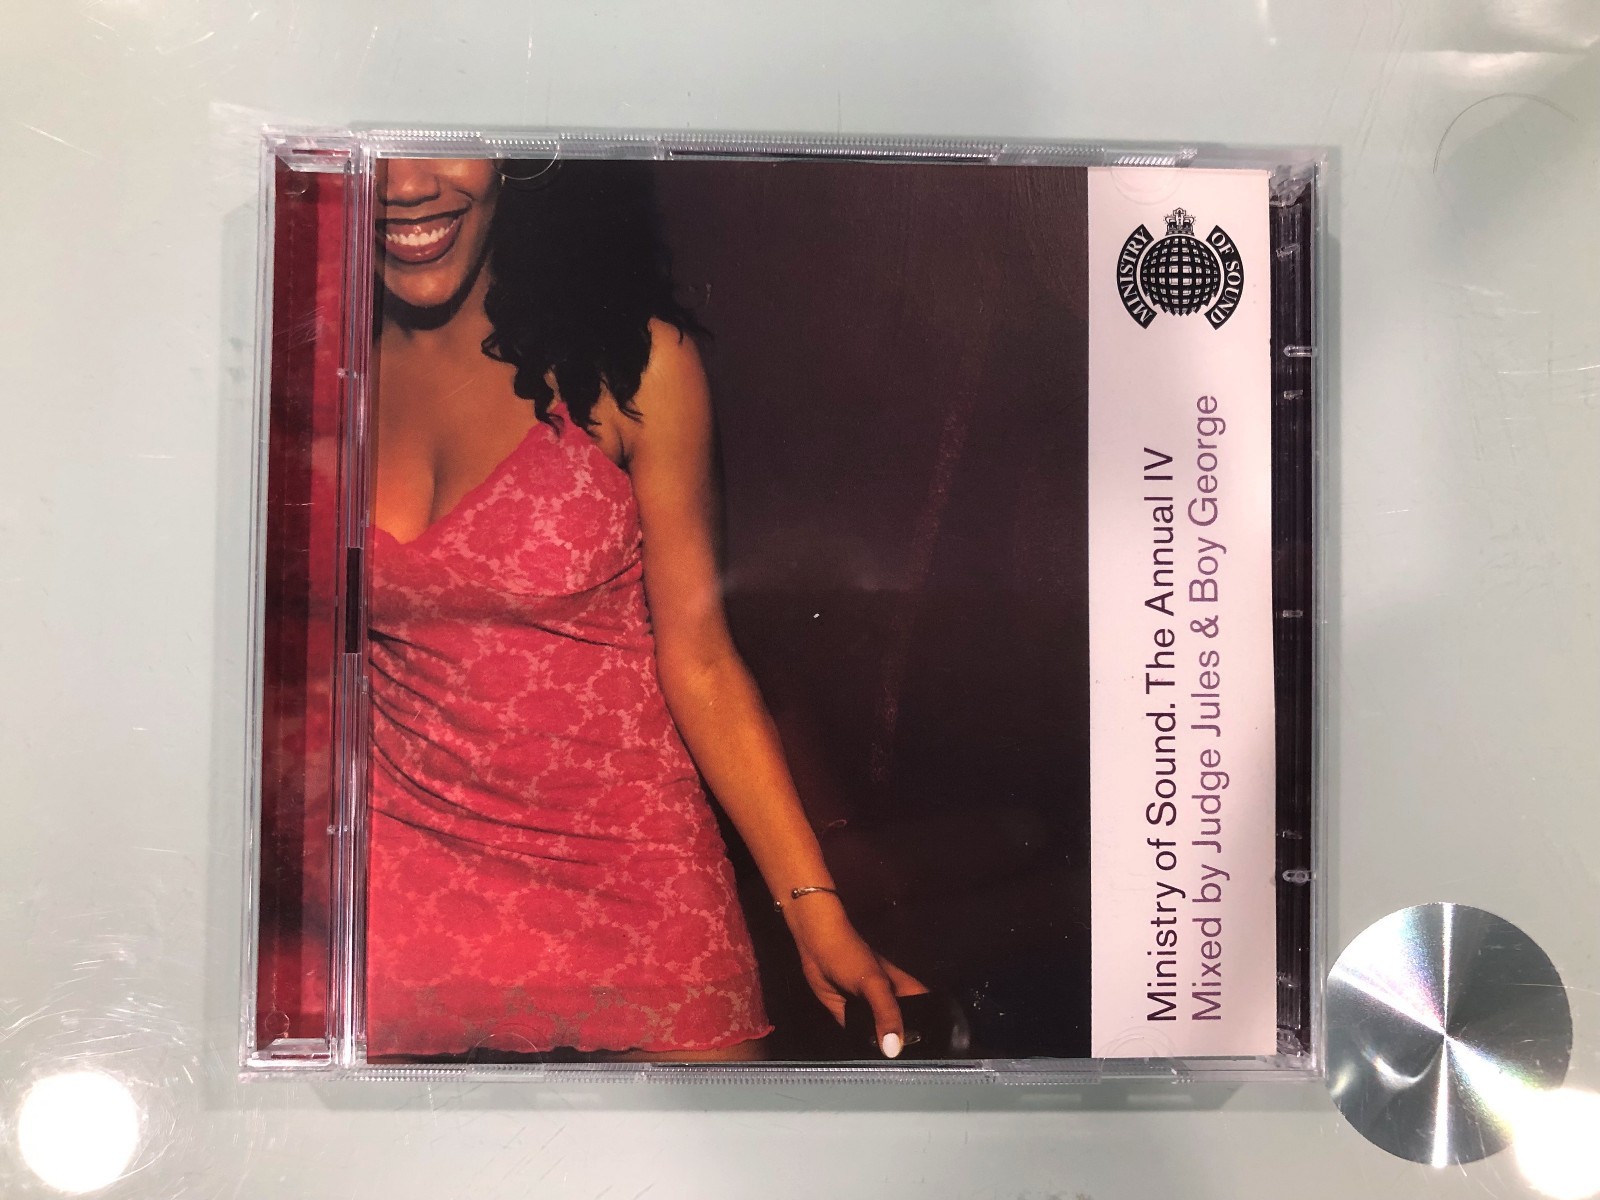 MINISTRY OF SOUND
Ministry of Sound. The Annual IV
Mixed by Judge Jules & Boy George